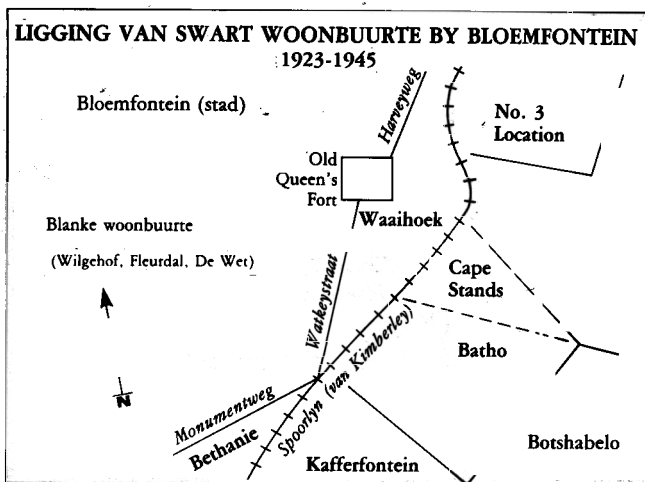 LIGGING VAN SWART WOONBUURTE BY BLOEMFONTEIN
1923-1945
Bloemfontein (stad)
Harveyweg
No. 3
Location
Old
Queen's
Fort
Waaihoek
Blanke woonbuurte
(Wilgehof, Fleurdal, De Wet)
Cape
Stands
Watkeystraat
Batho
Spoorlyn (van Kimberley)
N
Monumentweg
Bethanie
Kafferfontein
Botshabelo